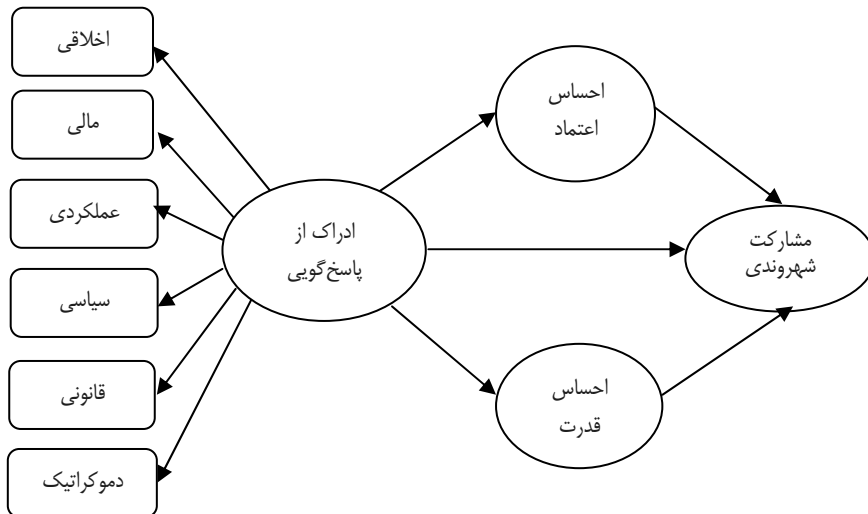 اخلاقی
مالی
عملکردی
سیاسی
قانونی
دموکراتیک
ادراک از
پاسخ‌گویی
احساس
اعتماد
احساس
قدرت
مشارکت
شهروندی